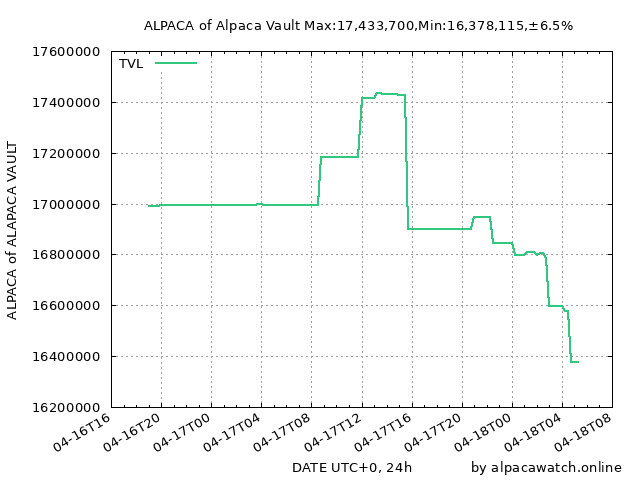 ALPACA of Alpaca Vault Max:17,433,700,Min:16,378,115,±6.5%
TVL
17600000
17400000
17200000
17000000
16800000
16600000
16400000
16200000
ALPACA of ALAPACA VAULT
04-16T16
04-16T20
04-17T00
04-17T04
04-17T08
04-17T12
04-17T16
04-17T20
04-18T00
04-18T04
04-18T08
DATE UTC+0, 24h
by alpacawatch.online